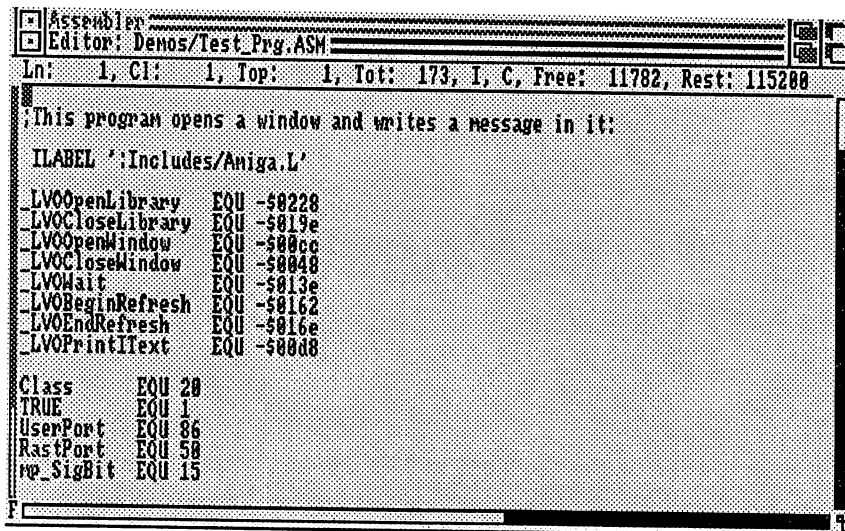 Assembler
Editor: Demos/Test_Prg.ASM
Ln: 1, Cl: 1, Top: 1, Tot: 173, I, C, Free: 11782, Rest: 115200
;This program opens a window and writes a message in it:
ILABEL ':Includes/Amiga.L'
_LVOOpenLibrary EQU -$0228
_LVOCloseLibrary EQU -$019e
_LVOOpenWindow EQU -$00cc
_LVOCloseWindow EQU -$0048
_LVOWait EQU -$013e
_LVOBeginRefresh EQU -$0162
_LVOEndRefresh EQU -$016e
_LVOPrintIText EQU -$00d8
Class EQU 20
TRUE EQU 1
UserPort EQU 86
RastPort EQU 50
mp_SigBit EQU 15
F